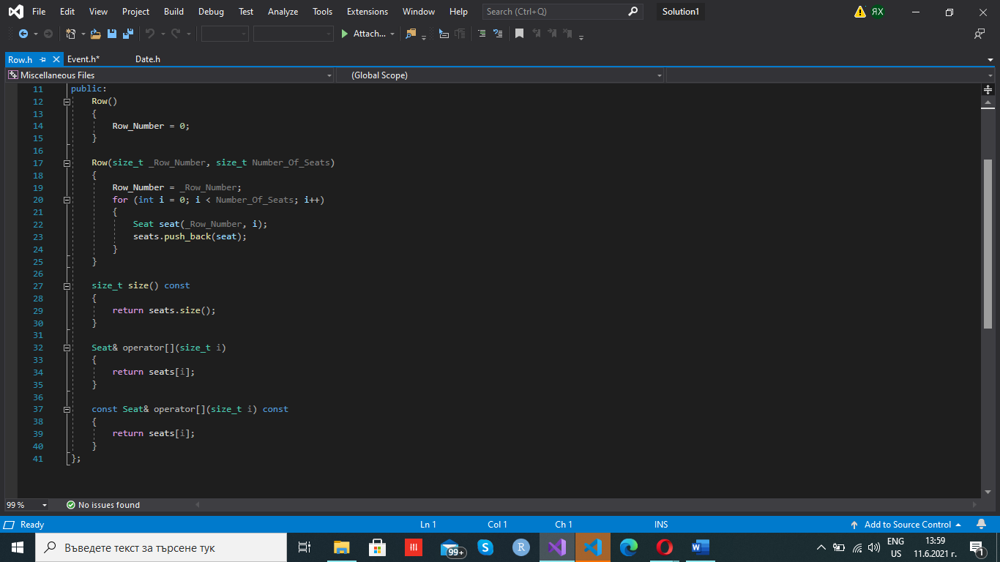 File Edit View Project Build Debug Test Analyze Tools Extensions Window Help Search (Ctrl+Q) Solution1 ЯХ
Attach...
Row.h Event.h* Date.h
Miscellaneous Files (Global Scope)
11 public:
12 Row()
13 {
14 Row_Number = 0;
15 }
16
17 Row(size_t _Row_Number, size_t Number_Of_Seats)
18 {
19 Row_Number = _Row_Number;
20 for (int i = 0; i < Number_Of_Seats; i++)
21 {
22 Seat seat(_Row_Number, i);
23 seats.push_back(seat);
24 }
25 }
26
27 size_t size() const
28 {
29 return seats.size();
30 }
31
32 Seat& operator[](size_t i)
33 {
34 return seats[i];
35 }
36
37 const Seat& operator[](size_t i) const
38 {
39 return seats[i];
40 }
41 };
99 % No issues found
Ready Ln 1 Col 1 Ch 1 INS Add to Source Control
Въведете текст за търсене тук 99+ S R W ENG 13:59
US 11.6.2021 г. 1